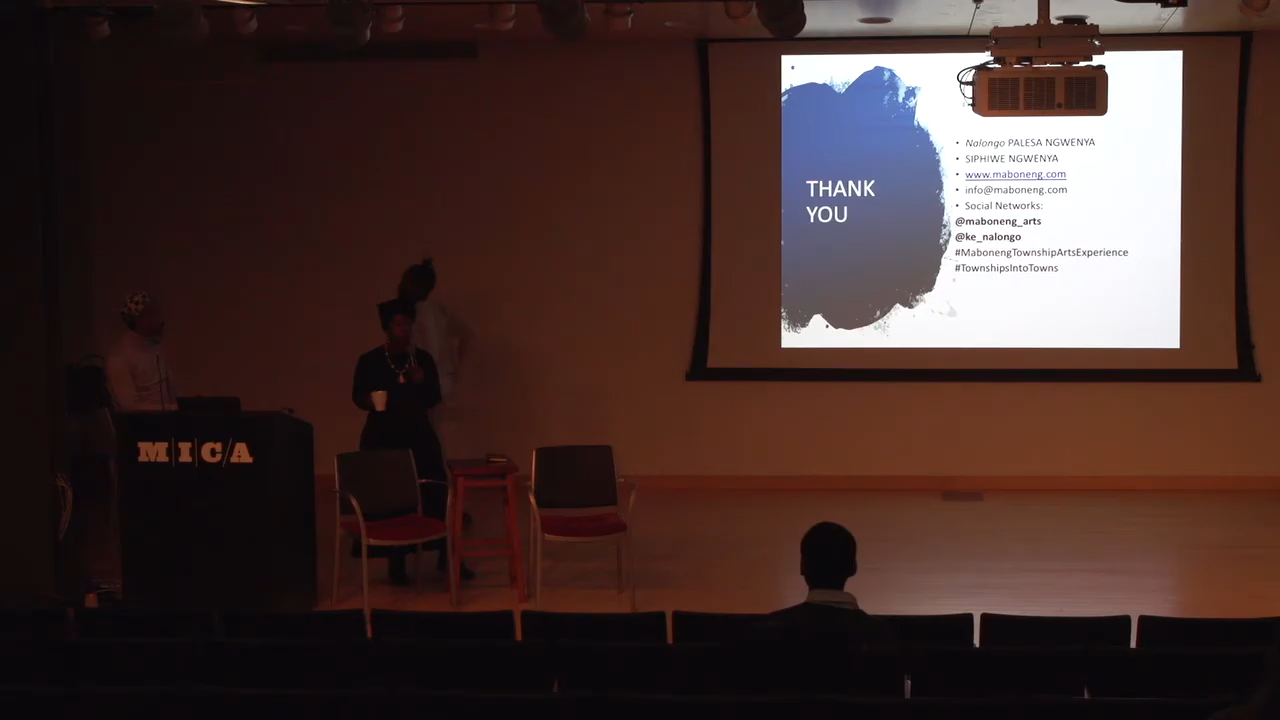 THANK
YOU
• Nalongo PALESA NGWENYA
• SIPHIWE NGWENYA
• www.maboneng.com
• info@maboneng.com
• Social Networks:
@maboneng_arts
@ke_nalongo
#MabonengTownshipArtsExperience
#TownshipsIntoTowns
M|I|C/A